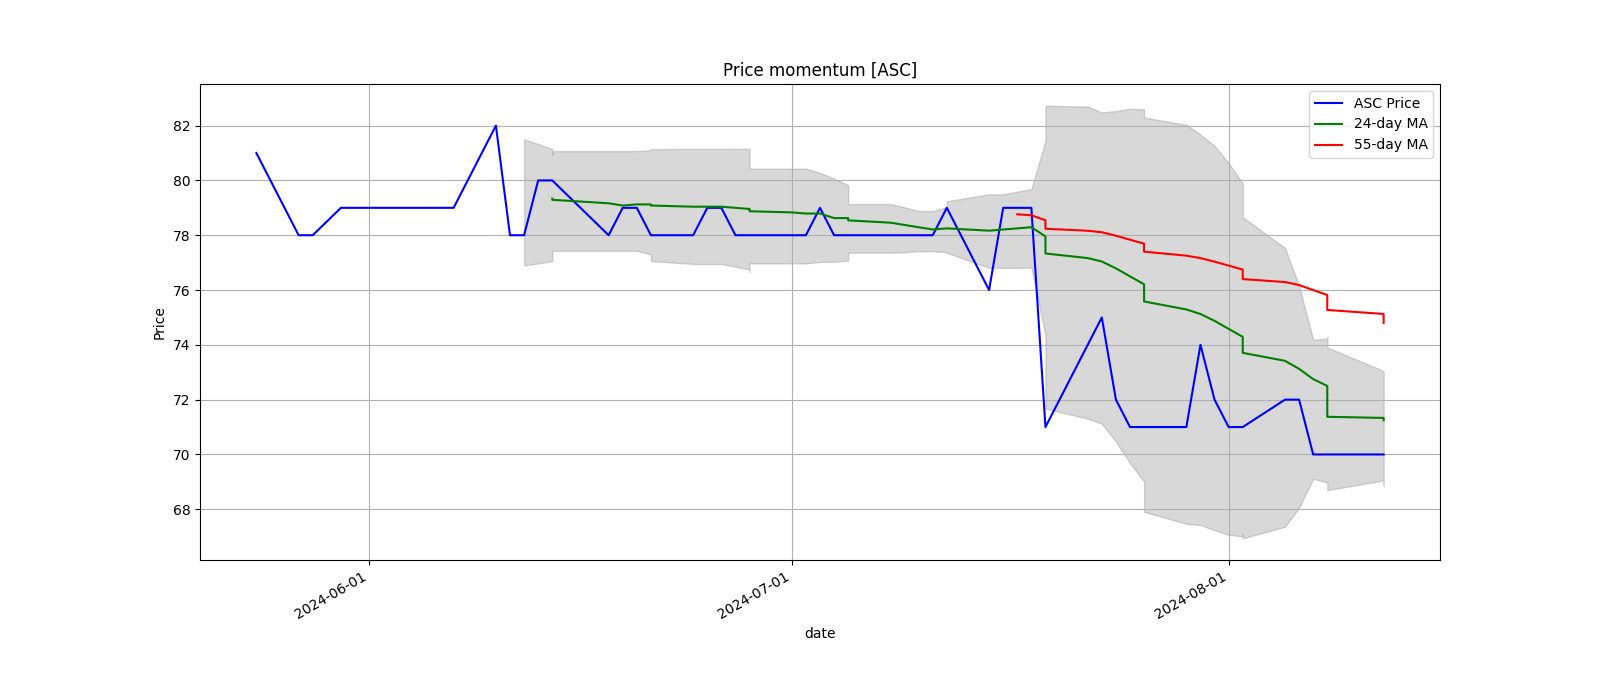 Price momentum [ASC]
ASC Price
24-day MA
55-day MA
82
80
78
76
74
72
70
68
Price
2024-06-01
2024-07-01
2024-08-01
date